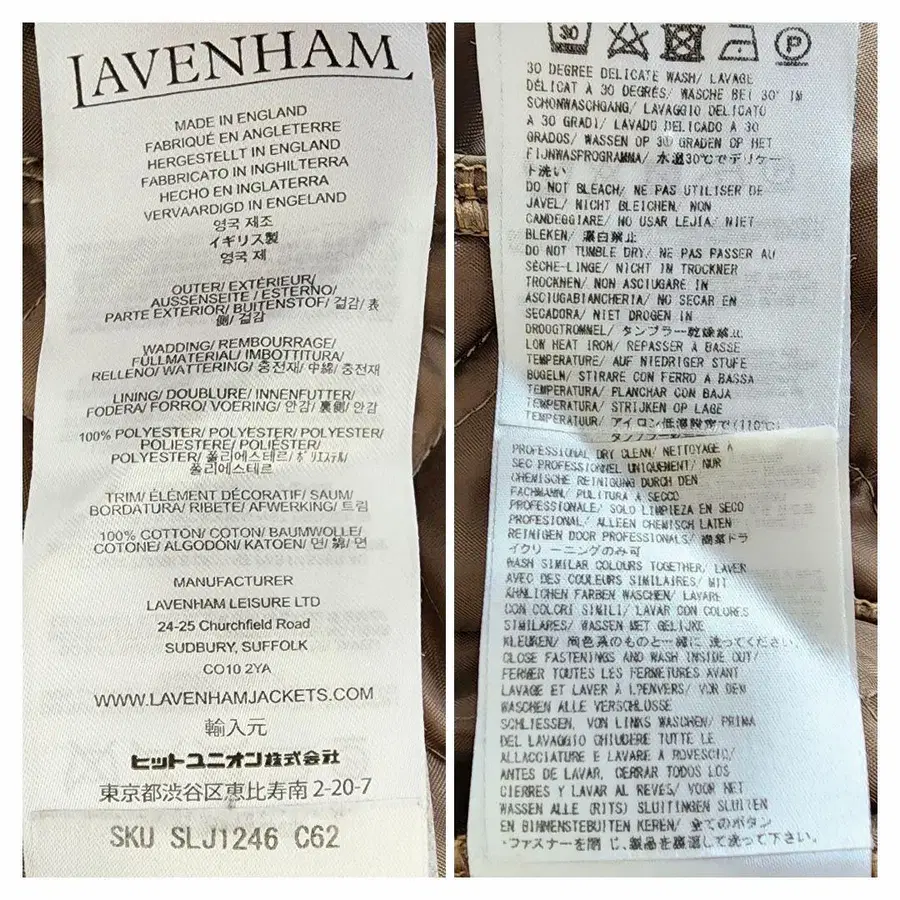 LAVENHAM
MADE IN ENGLAND
FABRIQUÉ EN ANGLETERRE
HERGESTELLT IN ENGLAND
FABBRICATO IN INGHILTERRA
HECHO EN INGLATERRA
VERVAARDIGD IN ENGELAND
영국 제조
イギリス製
영국 제
OUTER/ EXTÉRIEUR/
AUSSENSEITE / ESTERNO/
PARTE EXTERIOR/ BUITENSTOF/ 걸감/ 表
側/ 걸감
WADDING/ REMBOURRAGE/
FULLMATERIAL/ IMBOTTITURA/
RELLENO/ WATTERING/ 충전재/ 中綿/ 충전재
LINING/ DOUBLURE/ INNENFUTTER/
FODERA/ FORRO/ VOERING/ 안감/ 裏側/ 안감
100% POLYESTER/ POLYESTER/ POLYESTER/
POLIESTERE/ POLIÉSTER/
POLYESTER/ 폴리에스테르/ ポリエステル/
폴리에스테르
TRIM/ ÉLÉMENT DÉCORATIF/ SAUM/
BORDATURA/ RIBETE/ AFWERKING/ 트림
100% COTTON/ COTON/ BAUMWOLLE/
COTONE/ ALGODÓN/ KATOEN/ 면/ 綿/ 면
MANUFACTURER
LAVENHAM LEISURE LTD
24-25 Churchfield Road
SUDBURY, SUFFOLK
CO10 2YA
WWW.LAVENHAMJACKETS.COM
輸入元
ヒットユニオン株式会社
東京都渋谷区恵比寿南 2-20-7
SKU SLJ1246 C62
30 P
30 DEGREE DELICATE WASH/ LAVAGE
DÉLICAT À 30 DEGRÉS/ WASCHE BEI 30° IM
SCHONWASCHGANG/ LAVAGGIO DELICATO
A 30 GRADI/ LAVADO DELICADO A 30
GRADOS/ WASSEN OP 30 GRADEN OP HET
FIJNWASPROGRAMMA/ 水温30℃でデリケー
ト洗い
DO NOT BLEACH/ NE PAS UTILISER DE
JAVEL/ NICHT BLEICHEN/ NON
CANDEGGIARE/ NO USAR LEJIA/ NIET
BLEKEN/ 漂白禁止
DO NOT TUMBLE DRY/ NE PAS PASSER AU
SÈCHE-LINGE/ NICHT IM TROCKNER
TROCKNEN/ NON ASCIUGARE IN
ASCIUGABIANCHERIA/ NO SECAR EN
SECADORA/ NIET DROGEN IN
DROOGTROMMEL/ タンブラー乾燥禁止
LOW HEAT IRON/ REPASSER À BASSE
TEMPERATURE/ AUF NIEDRIGER STUFE
BUGELN/ STIRARE CON FERRO A BASSA
TEMPERATURA/ PLANCHAR CON BAJA
TEMPERATURA/ STRIJKEN OP LAGE
TEMPERATUUR/ アイロン低温設定で(110℃)
PROFESSIONAL DRY CLEAN/ NETTOYAGE À
SEC PROFESSIONNEL UNIQUEMENT/ NUR
CHEMISCHE REINIGUNG DURCH DEN
FACHMANN/ PULITURA A SECCO
PROFESSIONALE/ SOLO LIMPIEZA EN SECO
PROFESIONAL/ ALLEEN CHEMISCH LATEN
REINIGEN DOOR PROFESSIONALS/ 商業ドラ
イクリ ーニングのみ可
WASH SIMILAR COLOURS TOGETHER, LAVER
AVEC DES COULEURS SIMILAIRES/ MIT
ÄHNLICHEN FARBEN WASCHEN/ LAVARE
CON COLORI SIMILI/ LAVAR CON COLORES
SIMILARES/ WASSEN MET GELIJKE
KLEUREN/ 同色系のものと一緒に 洗ってください.
CLOSE FASTENINGS AND WASH INSIDE OUT/
FERMER TOUTES LES FERMETURES AVANT
LAVAGE ET LAVER À L'ENVERS/ VOR DEM
WASCHEN ALLE VERSCHLÜSSE
SCHLIESSEN. VON LINKS WASCHEN/ PRIMA
DEL LAVAGGIO CHIUDERE TUTTE LE
ALLACCIATURE E LAVARE A ROVESCIO/
ANTES DE LAVAR, CERRAR TODOS LOS
CIERRES Y LAVAR AL REVÉS/ VOOR HET
WASSEN ALLE (RITS) SLUITINGEN SLUITEN
EN BINNENSTEBUITEN KEREN/ 全てのボタン
・ファスナーを閉じ、製品を裏返して洗って下さい。